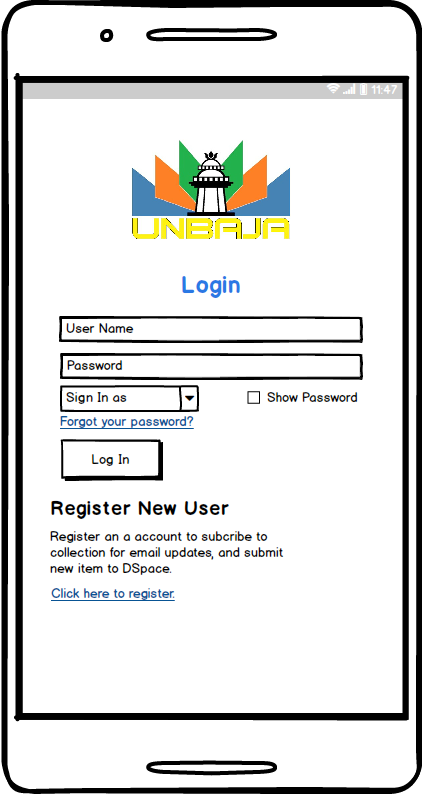 11:47
UNBAJA
Login
User Name
Password
Sign In as
Show Password
Forgot your password?
Log In
Register New User
Register an a account to subcribe to
collection for email updates, and submit
new item to DSpace.
Click here to register.